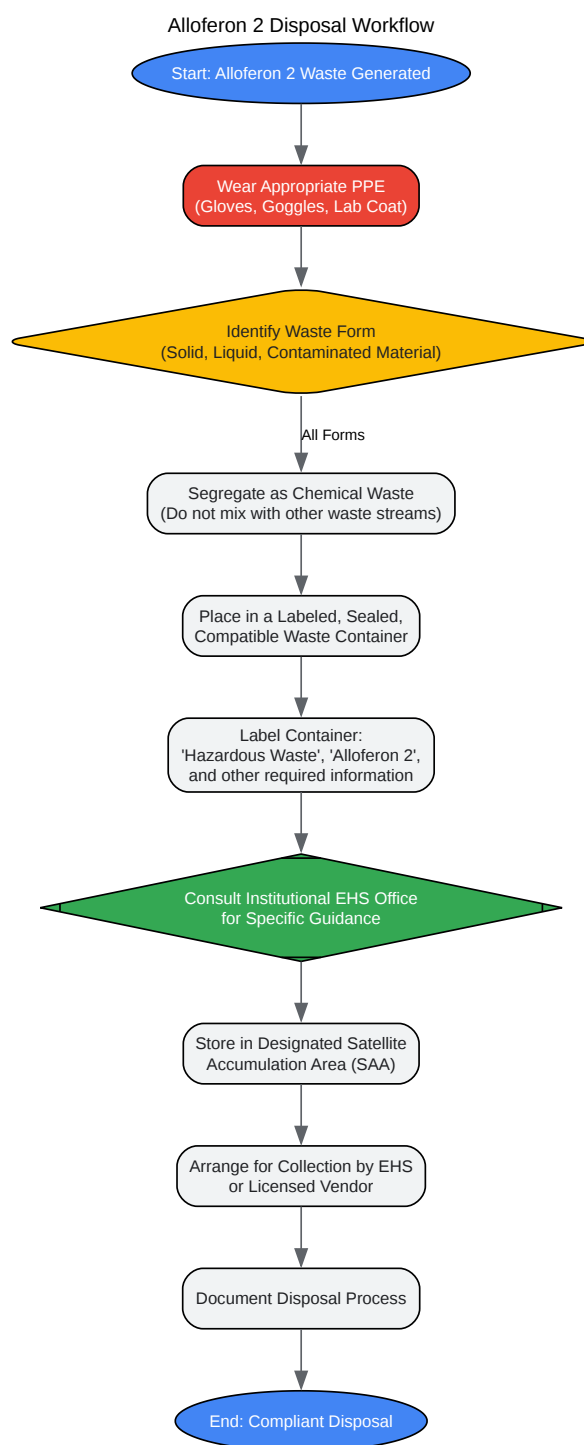 Alloferon 2 Disposal Workflow
Start: Alloferon 2 Waste Generated
Wear Appropriate PPE
(Gloves, Goggles, Lab Coat)
Identify Waste Form
(Solid, Liquid, Contaminated Material)
All Forms
Segregate as Chemical Waste
(Do not mix with other waste streams)
Place in a Labeled, Sealed,
Compatible Waste Container
Label Container:
'Hazardous Waste', 'Alloferon 2',
and other required information
Consult Institutional EHS Office
for Specific Guidance
Store in Designated Satellite
Accumulation Area (SAA)
Arrange for Collection by EHS
or Licensed Vendor
Document Disposal Process
End: Compliant Disposal